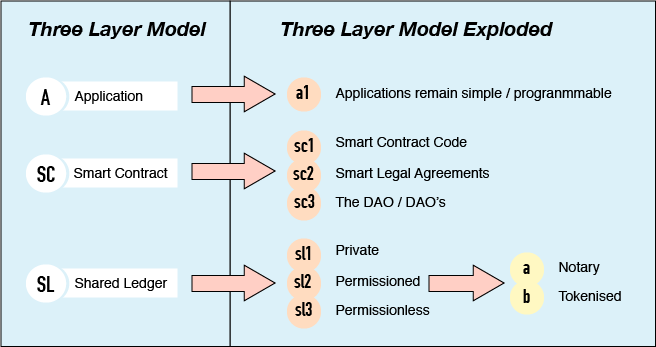 Three Layer Model
Three Layer Model Exploded
A Application
a1 Applications remain simple / progranmmable
SC Smart Contract
sc1 Smart Contract Code
sc2 Smart Legal Agreements
sc3 The DAO / DAO's
SL Shared Ledger
sl1 Private
sl2 Permissioned
sl3 Permissionless
a Notary
b Tokenised